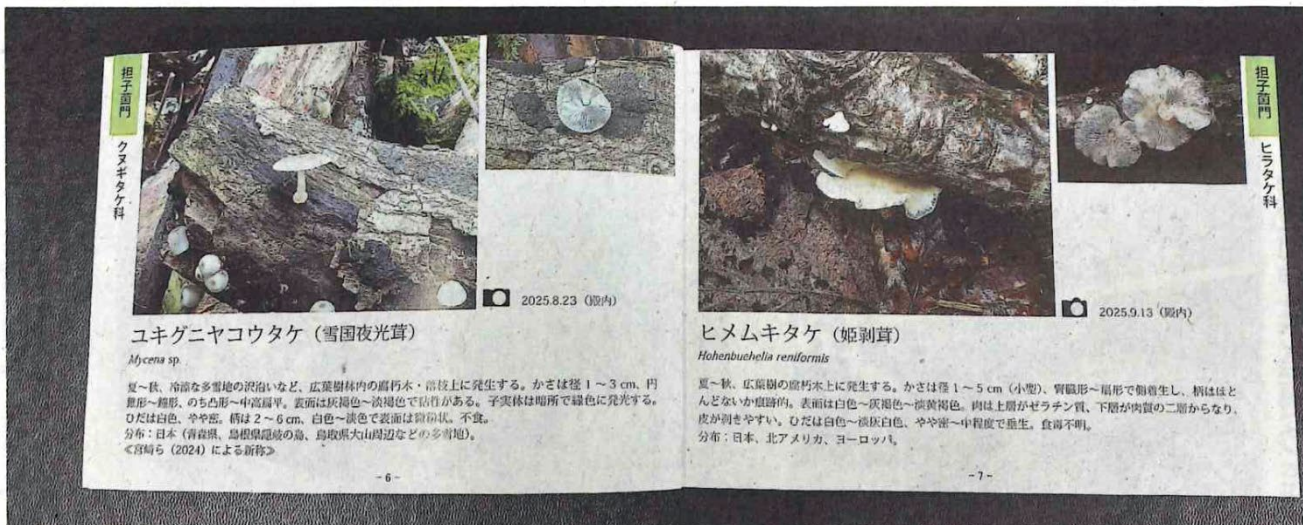 担子菌門
クヌギタケ科
2025.8.23（殿内）
ユキグニヤコウタケ（雪国夜光茸）
Mycena sp.
夏～秋、冷涼な多雪地の沢沿いなど、広葉樹林内の腐朽木・落枝上に発生する。かさは径1～3 cm、円
錐形～鐘形、のち凸形～中高扁平。表面は灰褐色～淡褐色で粘性がある。子実体は暗所で緑色に発光する。
ひだは白色、やや密。柄は2～6 cm、白色～淡色で表面は微粉状。不食。
分布：日本（青森県、島根県隠岐の島、鳥取県大山周辺などの多雪地）。
≪宮崎ら（2024）による新称≫
- 6 -
担子菌門
ヒラタケ科
2025.9.13（殿内）
ヒメムキタケ（姫剥茸）
Hohenbuehelia reniformis
夏～秋、広葉樹の腐朽木上に発生する。かさは径1～5 cm（小型）、腎臓形～扇形で側着生し、柄はほと
んどないか痕跡的。表面は白色～灰褐色～淡黄褐色。肉は上層がゼラチン質、下層が肉質の二層からなり、
皮が剥きやすい。ひだは白色～淡灰白色、やや密～中程度で垂生。食毒不明。
分布：日本、北アメリカ、ヨーロッパ。
- 7 -